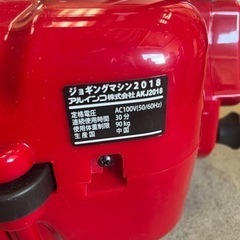 ジョギングマシン2018
アルインコ株式会社 AKJ2018
定格電圧 AC100V(50/60Hz)
連続使用時間 30分
使用体重制限 90kg
生産国 中国